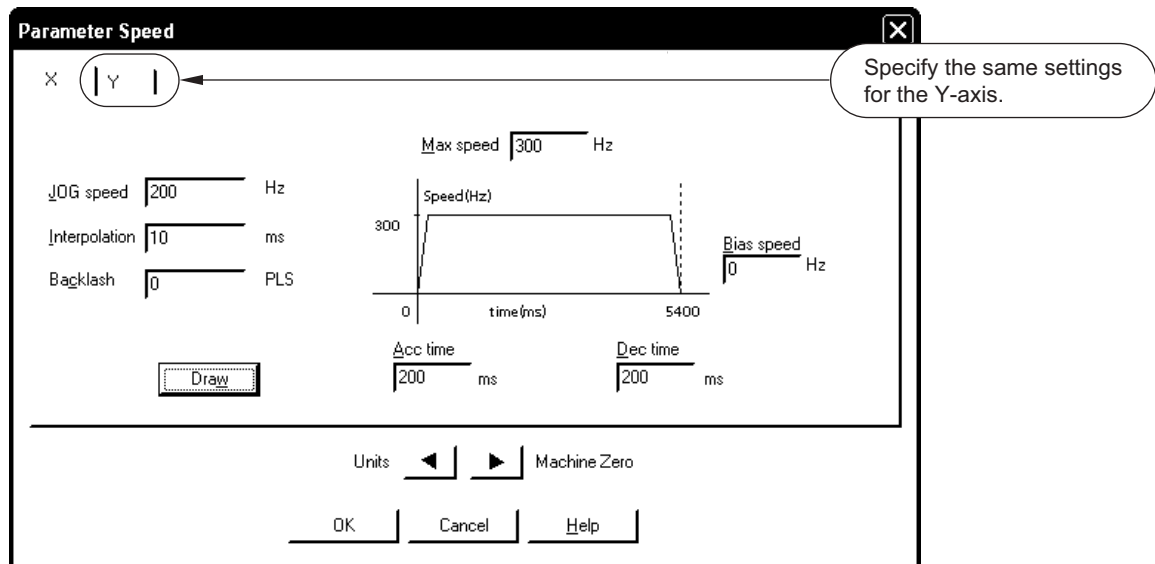 Parameter Speed
X Y
Specify the same settings
for the Y-axis.
Max speed 300 Hz
JOG speed 200 Hz
Interpolation 10 ms
Backlash 0 PLS
Speed(Hz)
300
0 time(ms) 5400
Bias speed
0 Hz
Acc time
200 ms
Dec time
200 ms
Draw
Units Machine Zero
OK Cancel Help